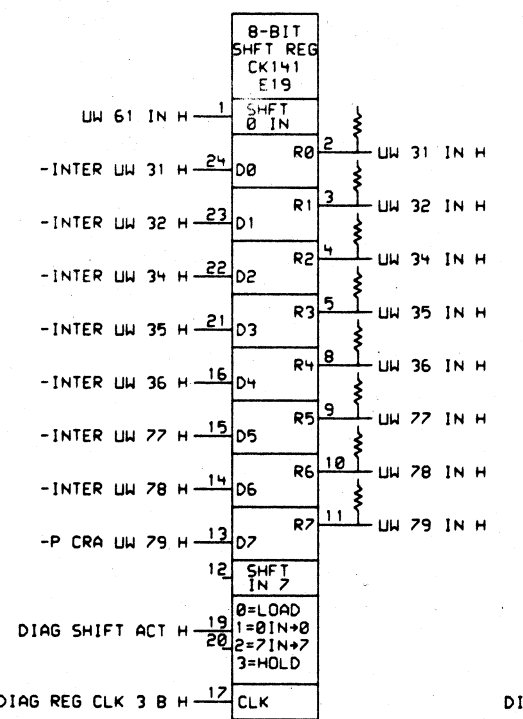 8-BIT
SHFT REG
CK141
E19
UW 61 IN H 1 SHFT
0 IN
R0 2 UW 31 IN H
-INTER UW 31 H 24 D0
R1 3 UW 32 IN H
-INTER UW 32 H 23 D1
R2 4 UW 34 IN H
-INTER UW 34 H 22 D2
R3 5 UW 35 IN H
-INTER UW 35 H 21 D3
R4 8 UW 36 IN H
-INTER UW 36 H 16 D4
R5 9 UW 77 IN H
-INTER UW 77 H 15 D5
R6 10 UW 78 IN H
-INTER UW 78 H 14 D6
R7 11 UW 79 IN H
-P CRA UW 79 H 13 D7
12 SHFT
IN 7
0=LOAD
DIAG SHIFT ACT H 19 1=0IN→0
20 2=7IN→7
3=HOLD
DIAG REG CLK 3 B H 17 CLK
DI